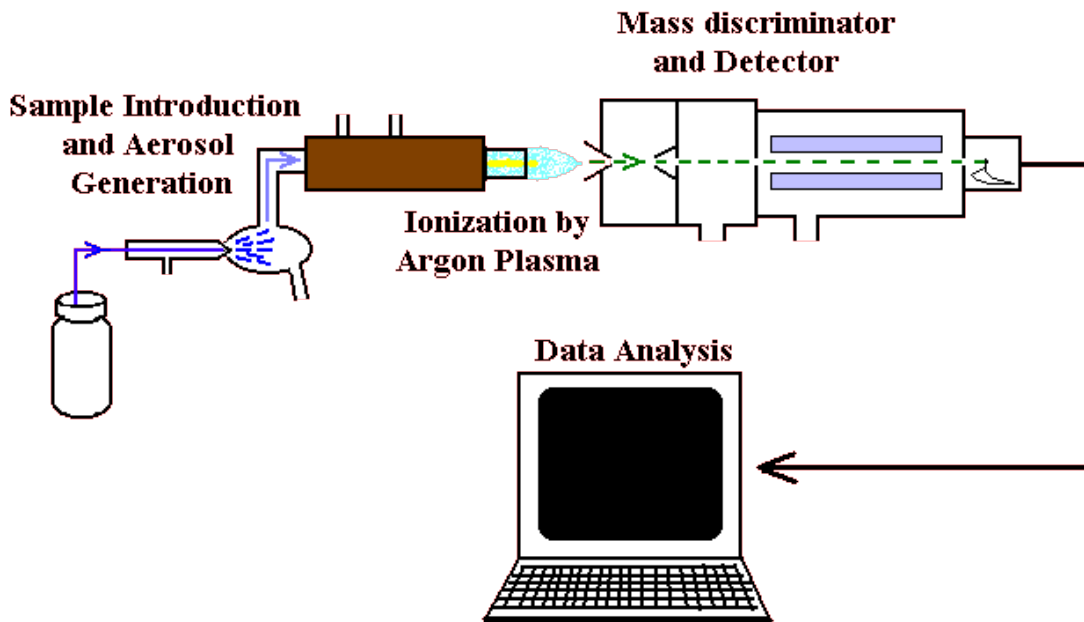 Mass discriminator
and Detector
Sample Introduction
and Aerosol
Generation
Ionization by
Argon Plasma
Data Analysis